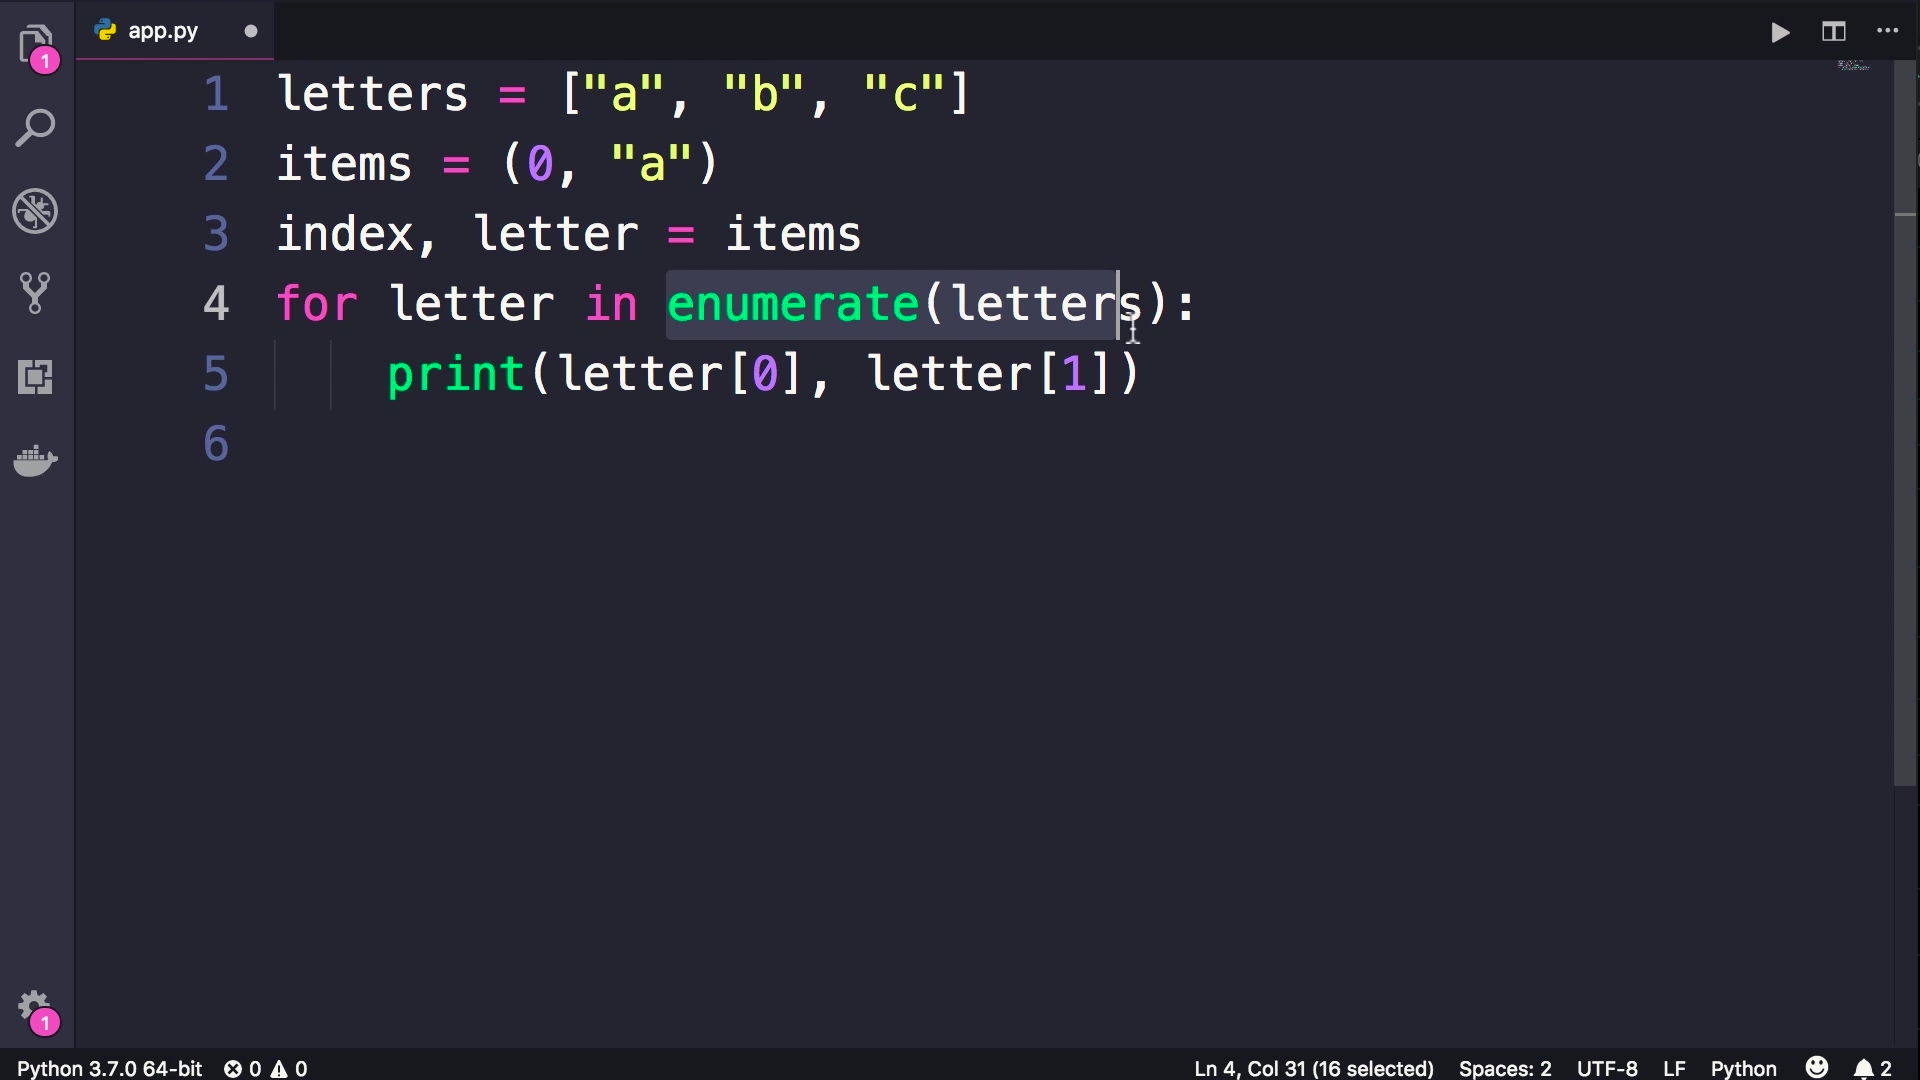 app.py
1 letters = ["a", "b", "c"]
2 items = (0, "a")
3 index, letter = items
4 for letter in enumerate(letters):
5     print(letter[0], letter[1])
6
1
1
Python 3.7.0 64-bit 0 0 Ln 4, Col 31 (16 selected) Spaces: 2 UTF-8 LF Python 2